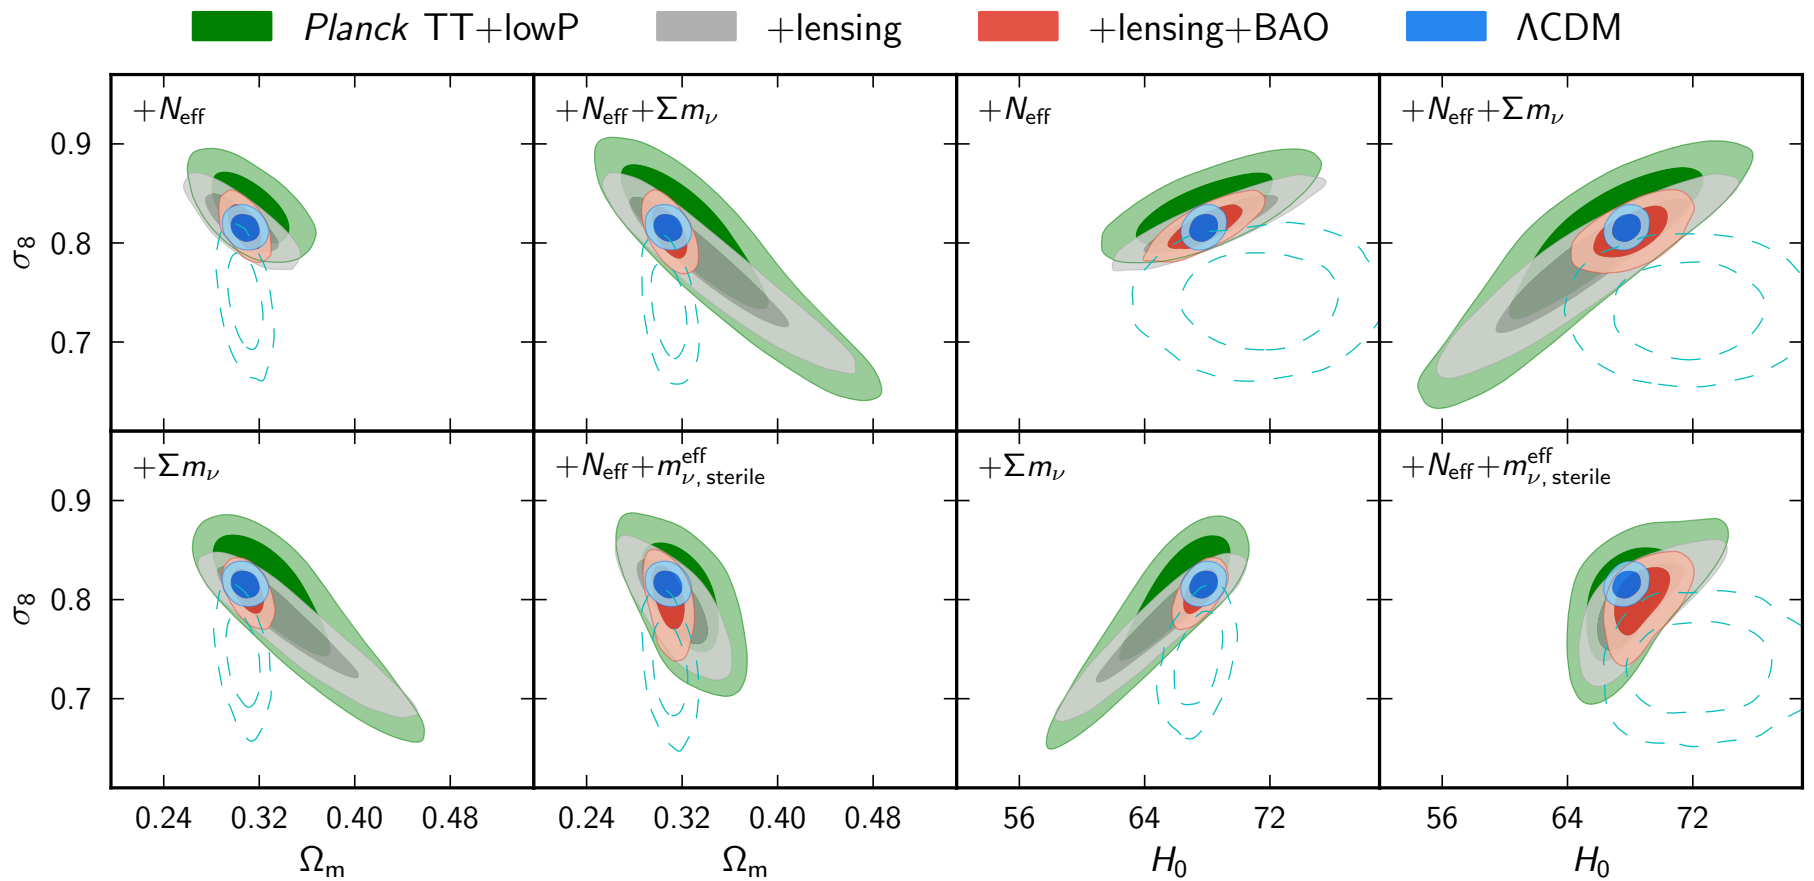 Planck TT+lowP +lensing +lensing+BAO ΛCDM
+N_eff +N_eff+Σm_ν +N_eff +N_eff+Σm_ν
0.9
0.8
0.7
σ_8
+Σm_ν +N_eff+m^eff_ν, sterile +Σm_ν +N_eff+m^eff_ν, sterile
0.9
0.8
0.7
σ_8
0.24 0.32 0.40 0.48 0.24 0.32 0.40 0.48 56 64 72 56 64 72
Ω_m Ω_m H_0 H_0